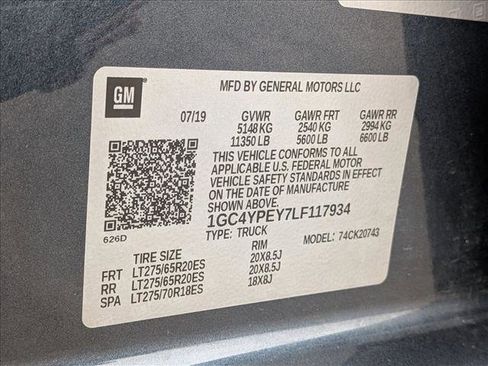 GM
MFD BY GENERAL MOTORS LLC
07/19 GVWR GAWR FRT GAWR RR
5148 KG 2540 KG 2994 KG
11350 LB 5600 LB 6600 LB
THIS VEHICLE CONFORMS TO ALL
APPLICABLE U.S. FEDERAL MOTOR
VEHICLE SAFETY STANDARDS IN EFFECT
ON THE DATE OF MANUFACTURE
SHOWN ABOVE
1GC4YPEY7LF117934
626D TYPE: TRUCK MODEL: 74CK20743
TIRE SIZE RIM
FRT LT275/65R20ES 20X8.5J
RR LT275/65R20ES 20X8.5J
SPA LT275/70R18ES 18X8J